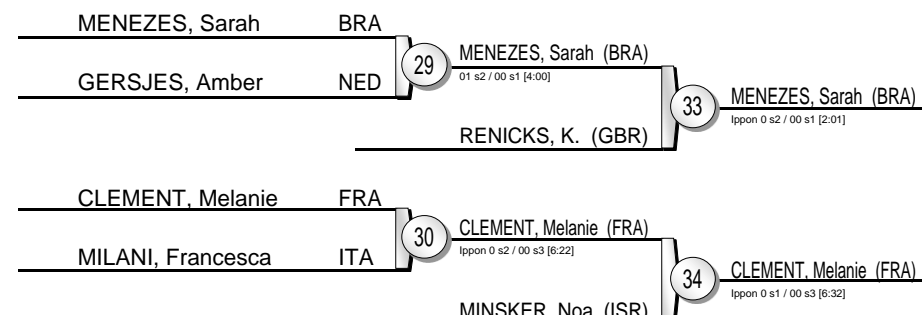 MENEZES, Sarah BRA
GERSJES, Amber NED
29
MENEZES, Sarah (BRA)
01 s2 / 00 s1 [4:00]
RENICKS, K. (GBR)
33
MENEZES, Sarah (BRA)
Ippon 0 s2 / 00 s1 [2:01]
CLEMENT, Melanie FRA
MILANI, Francesca ITA
30
CLEMENT, Melanie (FRA)
Ippon 0 s2 / 00 s3 [6:22]
MINSKER, Noa (ISR)
34
CLEMENT, Melanie (FRA)
Ippon 0 s1 / 00 s3 [6:32]